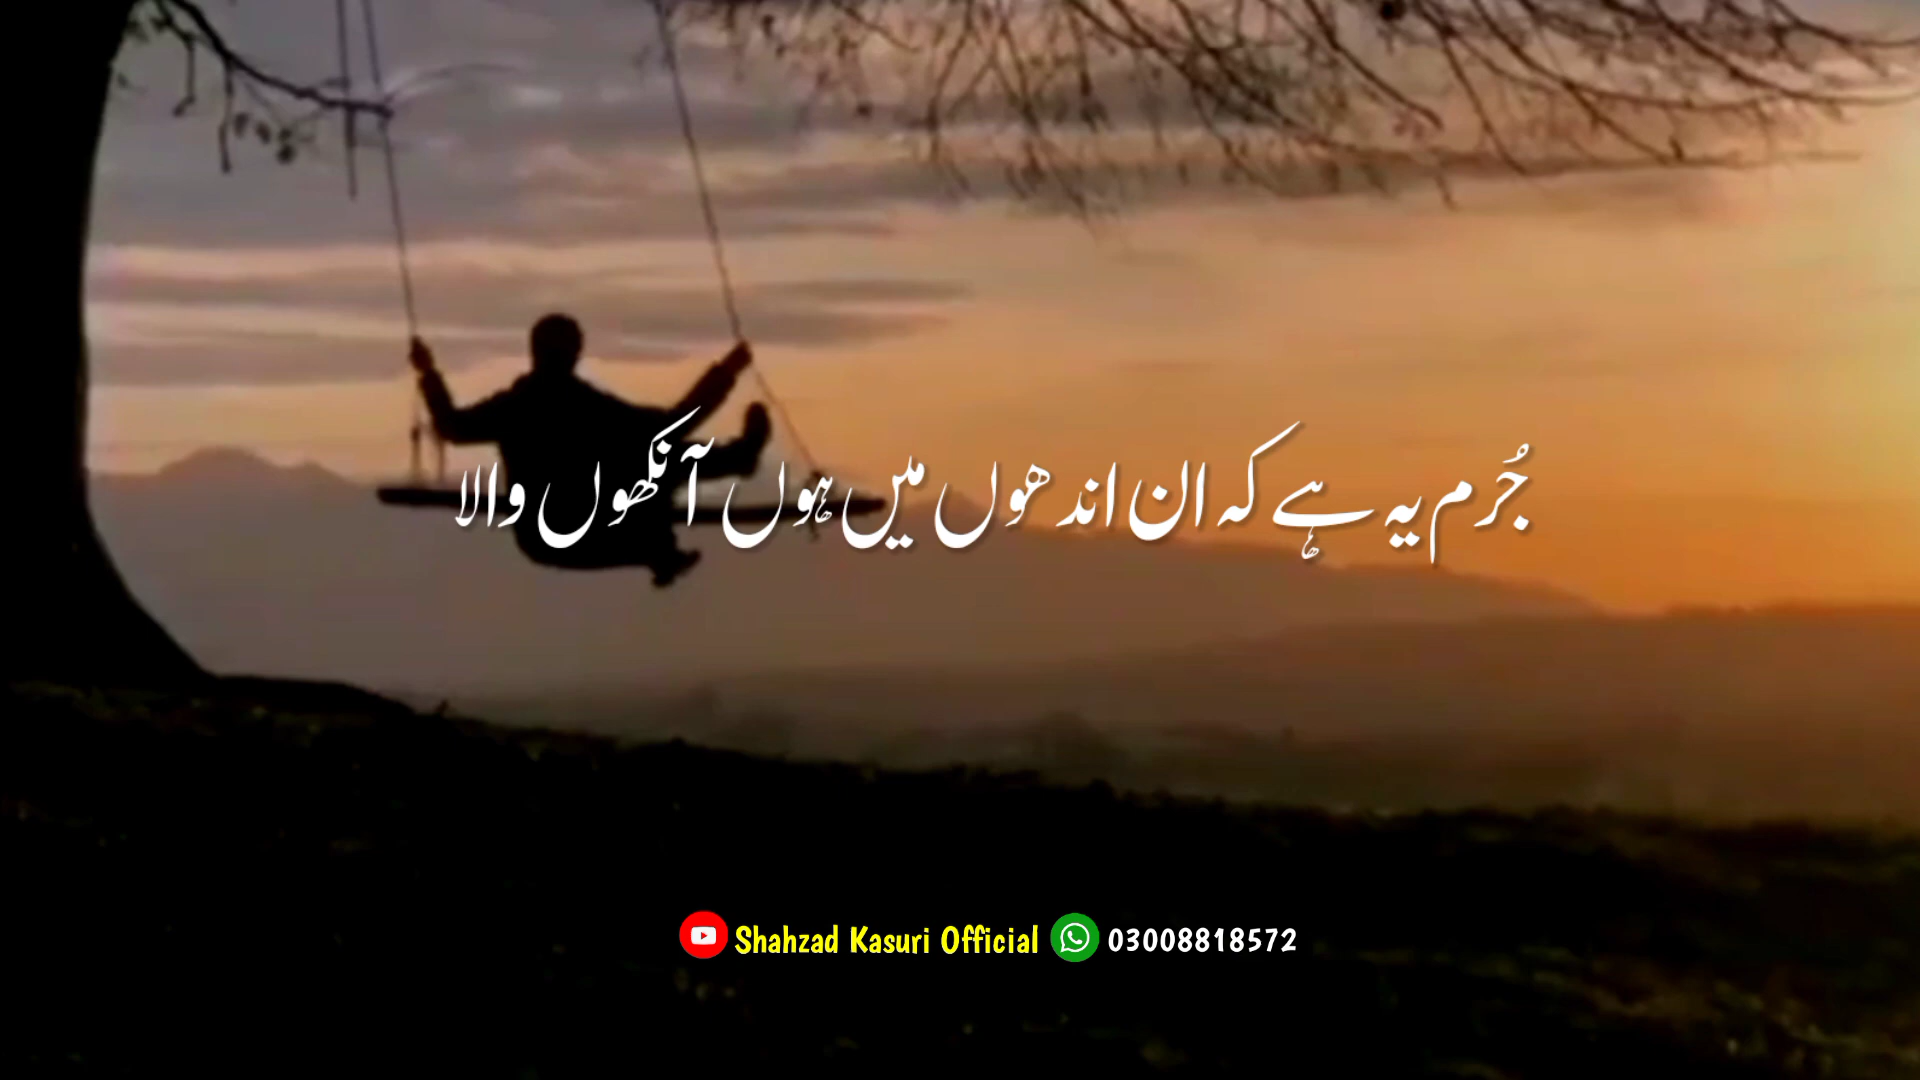 جُرم یہ ہے کہ ان اندھوں میں ہوں آنکھوں والا
Shahzad Kasuri Official 03008818572